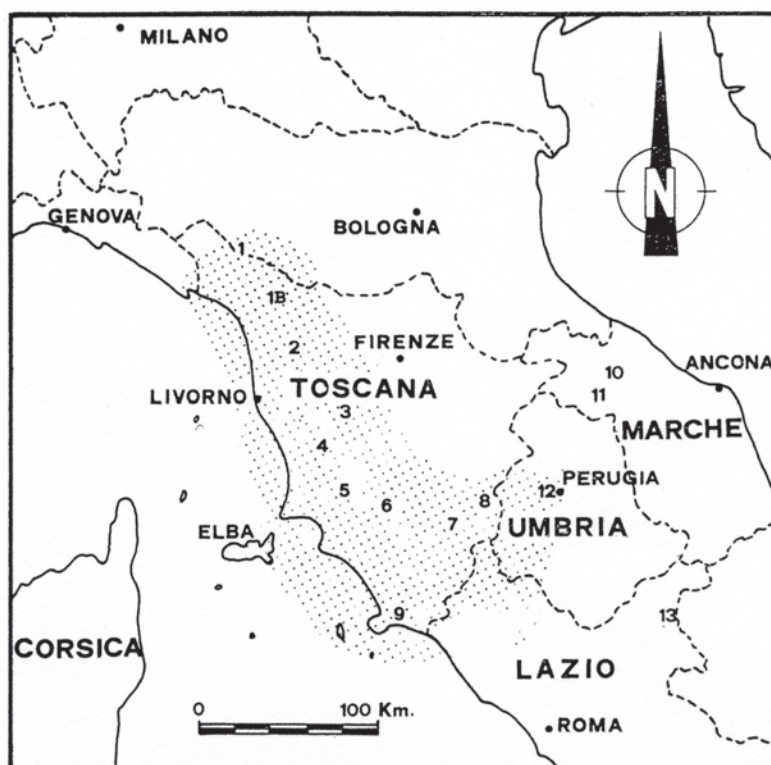 MILANO
GENOVA
BOLOGNA
N
1
1B
2
FIRENZE
ANCONA
10
LIVORNO
TOSCANA
11
3
MARCHE
4
PERUGIA
5
6
8
12
7
UMBRIA
ELBA
9
13
CORSICA
LAZIO
0
100 Km.
ROMA